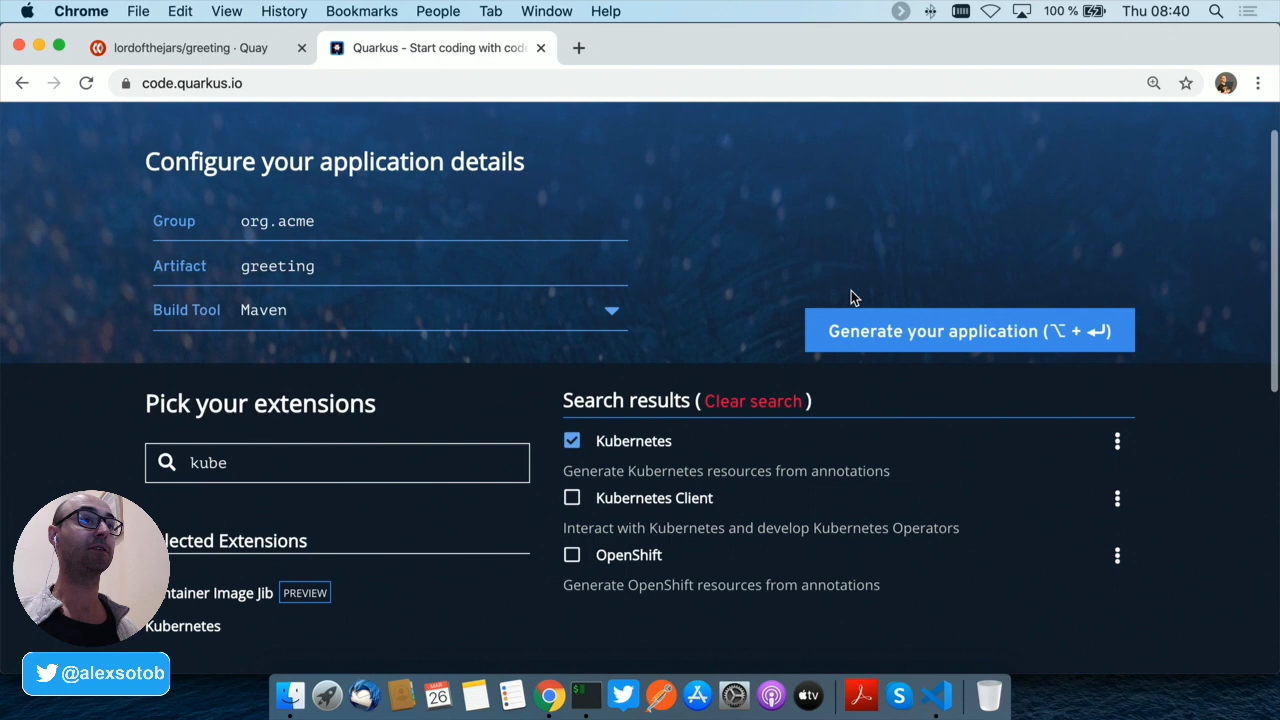 Chrome File Edit View History Bookmarks People Tab Window Help 100 % Thu 08:40
lordofthejars/greeting · Quay Quarkus - Start coding with code
code.quarkus.io
Configure your application details
Group org.acme
Artifact greeting
Build Tool Maven
Generate your application (⌥ + ↵)
Pick your extensions
kube
Search results ( Clear search )
Kubernetes
Generate Kubernetes resources from annotations
Kubernetes Client
Interact with Kubernetes and develop Kubernetes Operators
OpenShift
Generate OpenShift resources from annotations
lected Extensions
ntainer Image Jib PREVIEW
Kubernetes
@alexsotob
MAR
26
$
tv